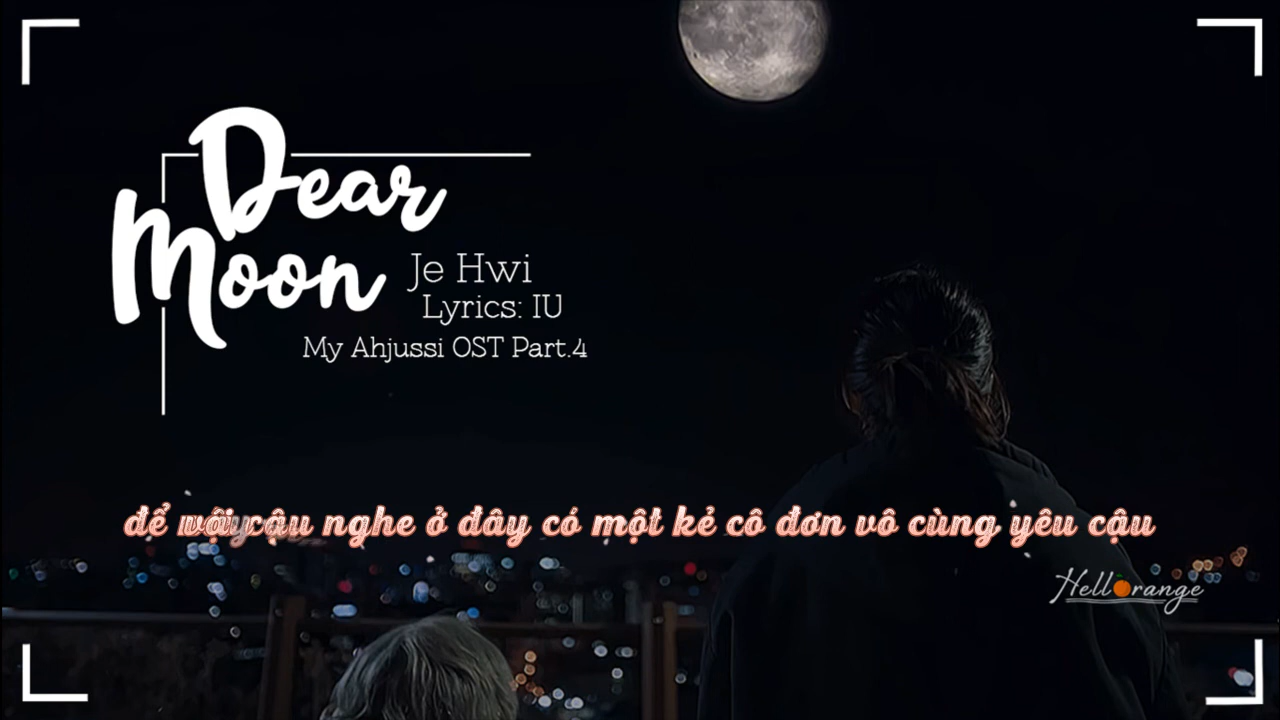 Dear
Moon
Je Hwi
Lyrics: IU
My Ahjussi OST Part.4
để cậu nghe ở đây có một kẻ cô đơn vô cùng yêu cậu
Hellorange